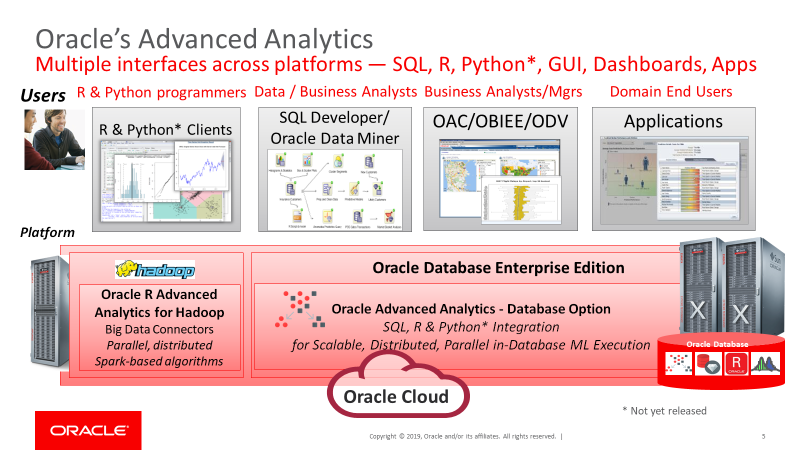 Oracle's Advanced Analytics
Multiple interfaces across platforms — SQL, R, Python*, GUI, Dashboards, Apps
Users
R & Python programmers
Data / Business Analysts
Business Analysts/Mgrs
Domain End Users
R & Python* Clients
SQL Developer/
Oracle Data Miner
OAC/OBIEE/ODV
Applications
Platform
hadoop
Oracle R Advanced
Analytics for Hadoop
Big Data Connectors
Parallel, distributed
Spark-based algorithms
Oracle Database Enterprise Edition
Oracle Advanced Analytics - Database Option
SQL, R & Python* Integration
for Scalable, Distributed, Parallel in-Database ML Execution
X X
Oracle Database
R
ORACLE
Oracle Cloud
* Not yet released
ORACLE
Copyright © 2019, Oracle and/or its affiliates. All rights reserved. |
5